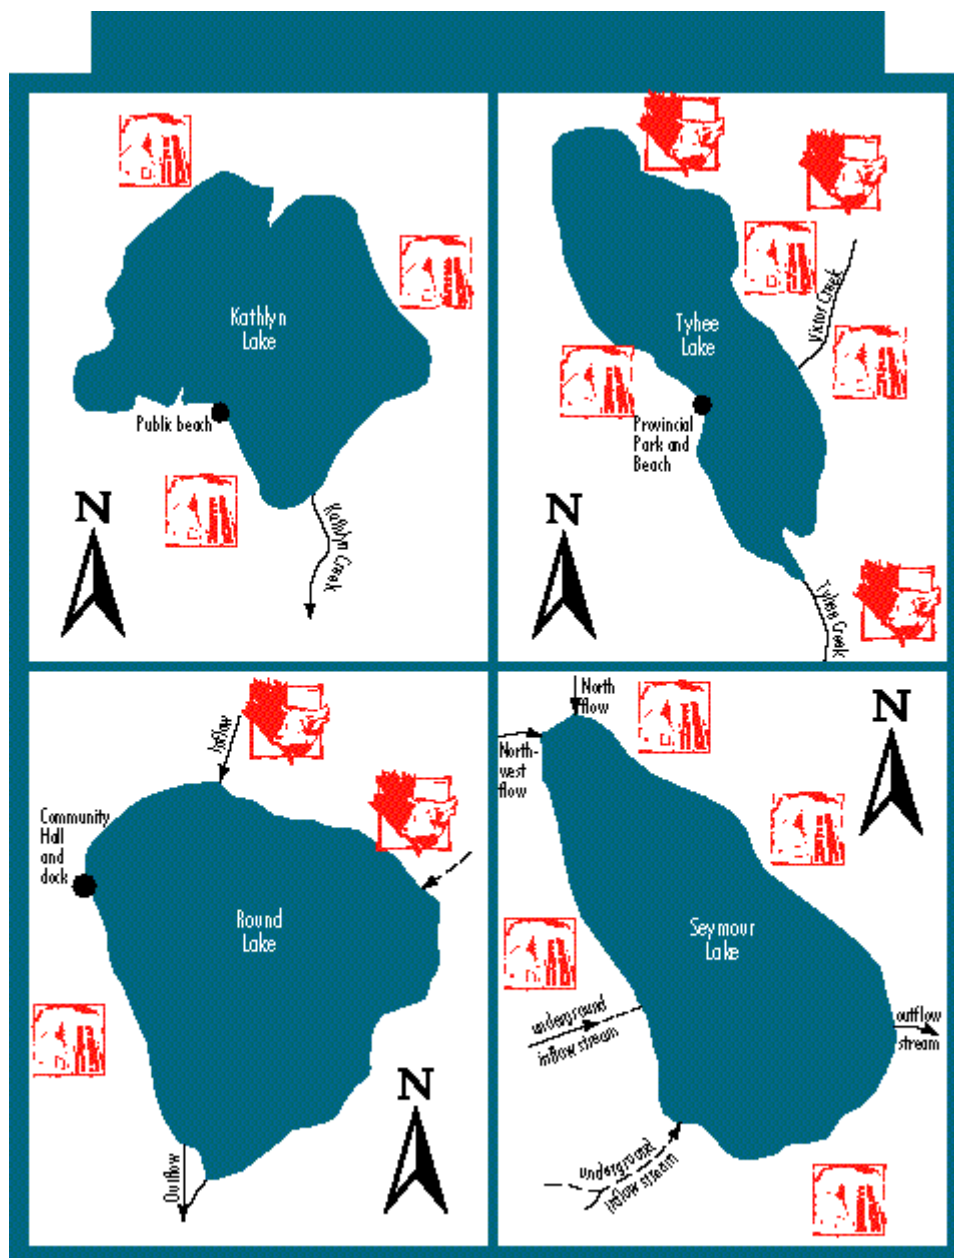 Kathlyn
Lake
Public beach
N
Kathlyn Creek
Tyhee
Lake
Victor Creek
Provincial
Park and
Beach
N
Tyhee Creek
Inflow
Community
Hall
and
dock
Round
Lake
N
Outflow
North
flow
North-
west
flow
N
Seymour
Lake
underground
inflow stream
outflow
stream
underground
inflow stream